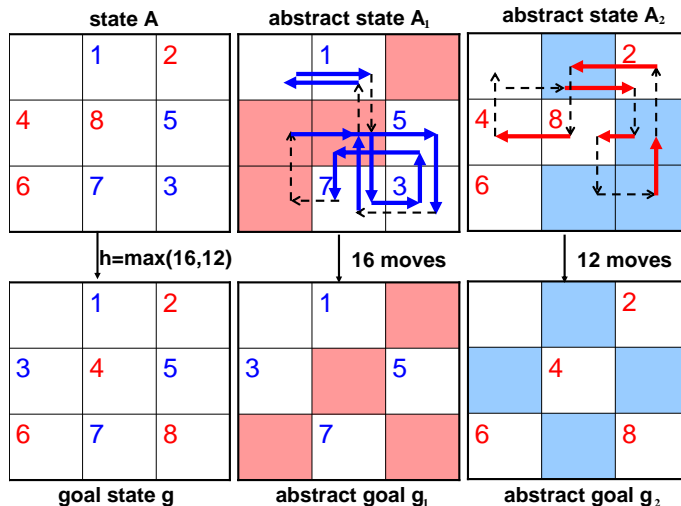 state A
abstract state A₁
abstract state A₂
1 2
1
2
4 8 5
5
4 8
6 7 3
7 3
6
h=max(16,12)
16 moves
12 moves
1 2
1
2
3 4 5
3 5
4
6 7 8
7
6 8
goal state g
abstract goal g₁
abstract goal g₂